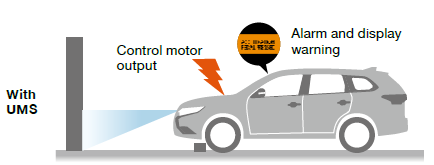 Control motor
output
Alarm and display
warning
With
UMS